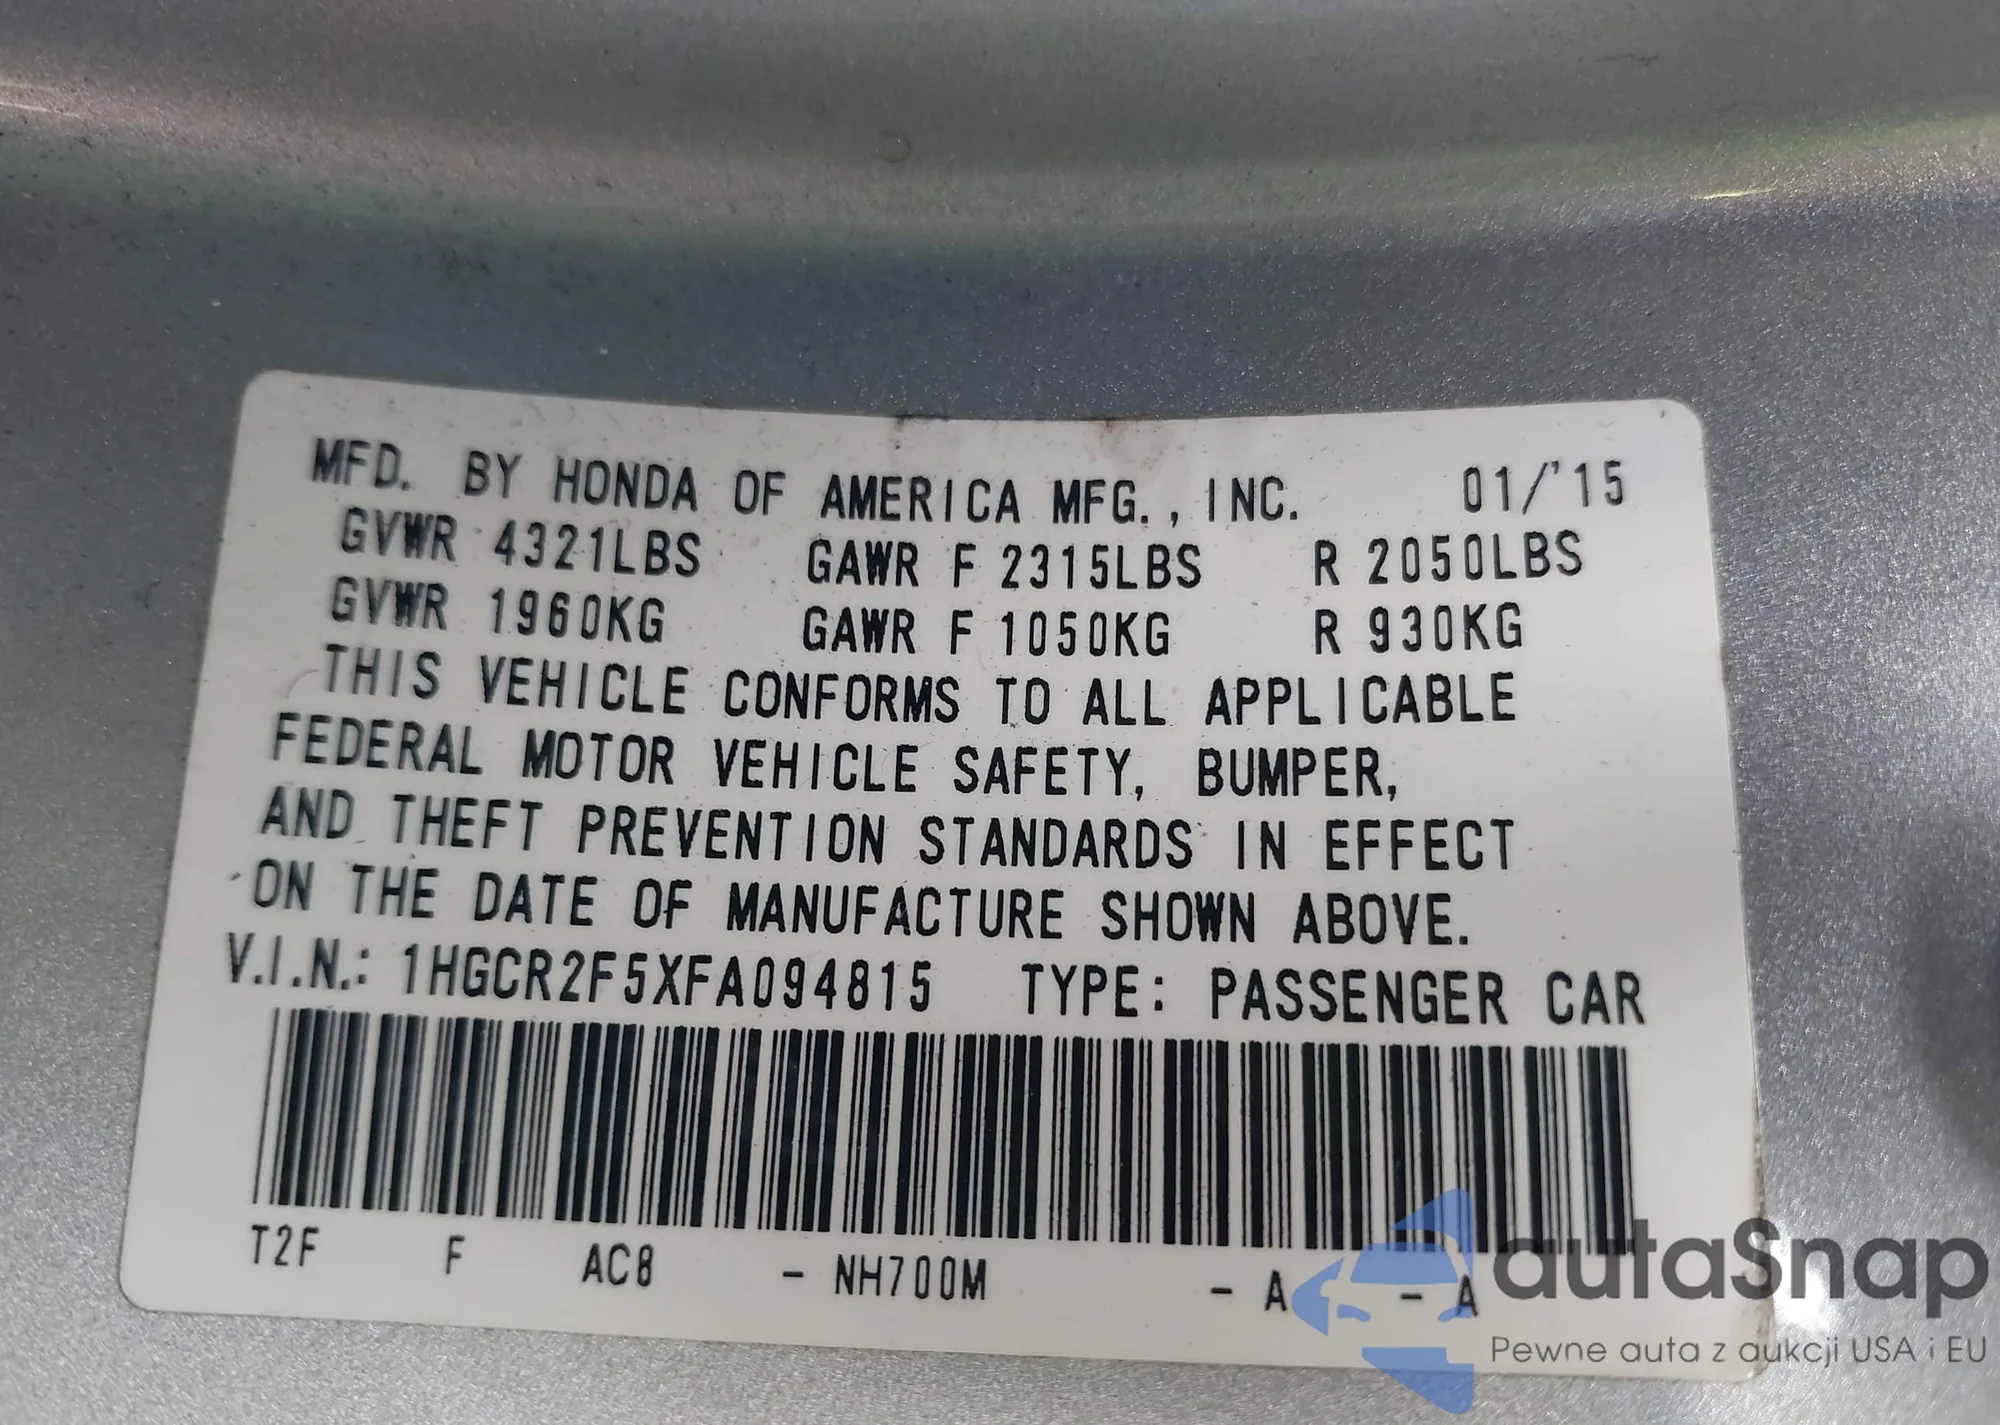 MFD. BY HONDA OF AMERICA MFG., INC. 01/'15
GVWR 4321LBS GAWR F 2315LBS R 2050LBS
GVWR 1960KG GAWR F 1050KG R 930KG
THIS VEHICLE CONFORMS TO ALL APPLICABLE
FEDERAL MOTOR VEHICLE SAFETY, BUMPER,
AND THEFT PREVENTION STANDARDS IN EFFECT
ON THE DATE OF MANUFACTURE SHOWN ABOVE.
V.I.N.: 1HGCR2F5XFA094815 TYPE: PASSENGER CAR
T2F F AC8 - NH700M - A - A
autaSnap
Pewne auta z aukcji USA i EU